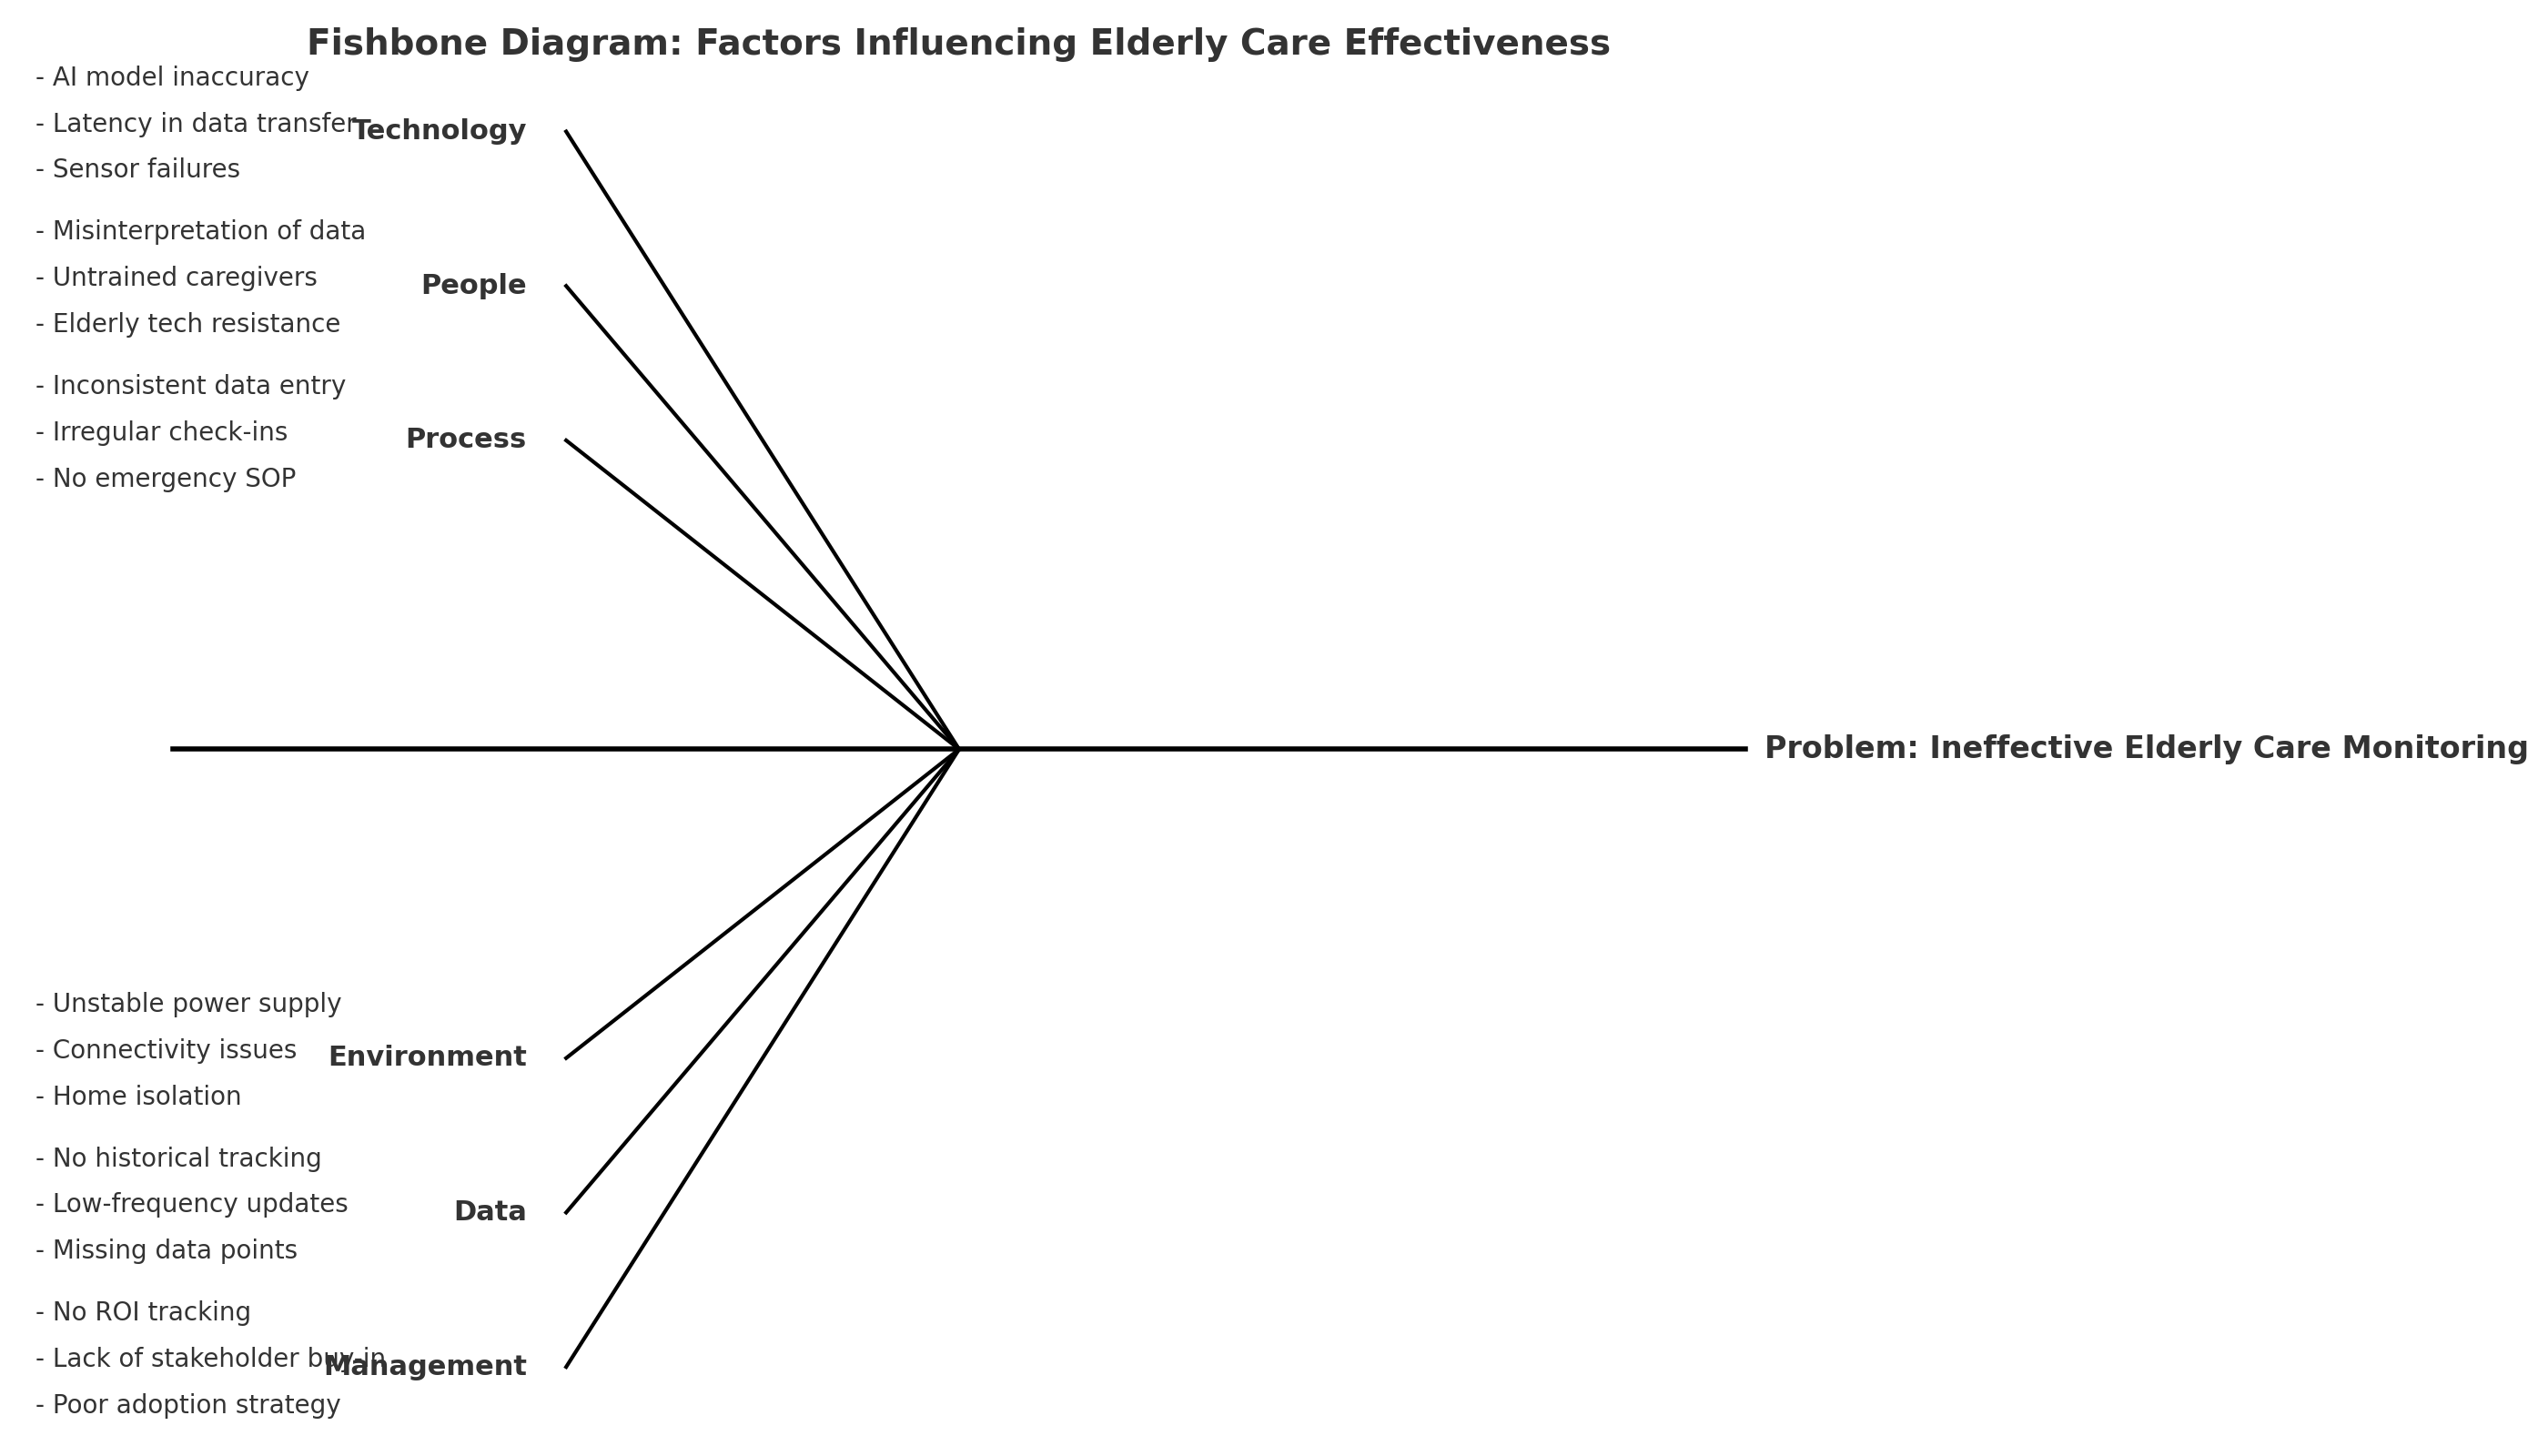 Fishbone Diagram: Factors Influencing Elderly Care Effectiveness
- AI model inaccuracy
- Latency in data transfer
- Sensor failures
Technology
- Misinterpretation of data
- Untrained caregivers
- Elderly tech resistance
People
- Inconsistent data entry
- Irregular check-ins
- No emergency SOP
Process
Problem: Ineffective Elderly Care Monitoring
- Unstable power supply
- Connectivity issues
- Home isolation
Environment
- No historical tracking
- Low-frequency updates
- Missing data points
Data
- No ROI tracking
- Lack of stakeholder buy-in
- Poor adoption strategy
Management